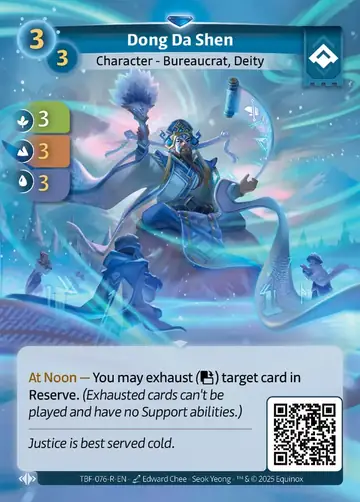 3
Dong Da Shen
3
Character - Bureaucrat, Deity
3
3
3
At Noon — You may exhaust () target card in
Reserve. (Exhausted cards can't be
played and have no Support abilities.)
Justice is best served cold.
TBF-076-R-EN - Edward Chee · Seok Yeong · ™ & © 2025 Equinox